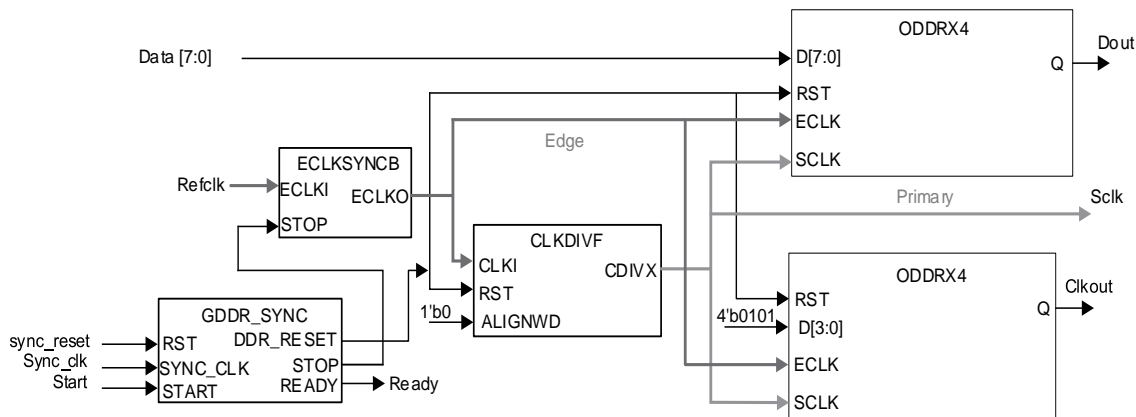 ODDRX4
Data [7:0]
D[7:0]
Q
Dout
RST
ECLK
SCLK
Edge
ECLKSYNCB
Refclk
ECLKI
ECLKO
STOP
Primary
Sclk
CLKDIVF
CLKI
CDIVX
RST
1'b0
ALIGNWD
ODDRX4
RST
Q
Clkout
4'b0101
D[3:0]
ECLK
SCLK
GDDR_SYNC
sync_reset
RST
DDR_RESET
Sync_clk
SYNC_CLK
STOP
Start
START
READY
Ready